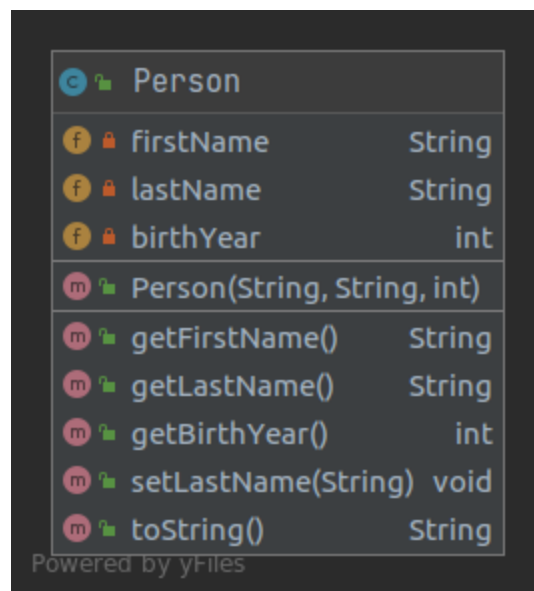 C Person
f firstName String
f lastName String
f birthYear int
m Person(String, String, int)
m getFirstName() String
m getLastName() String
m getBirthYear() int
m setLastName(String) void
m toString() String
Powered by yFiles